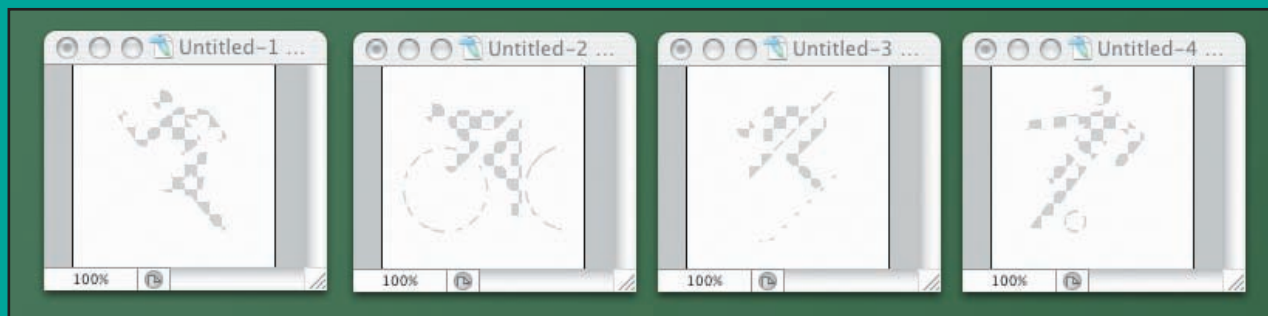 Untitled-1 ...
Untitled-2 ...
Untitled-3 ...
Untitled-4 ...
100%
100%
100%
100%